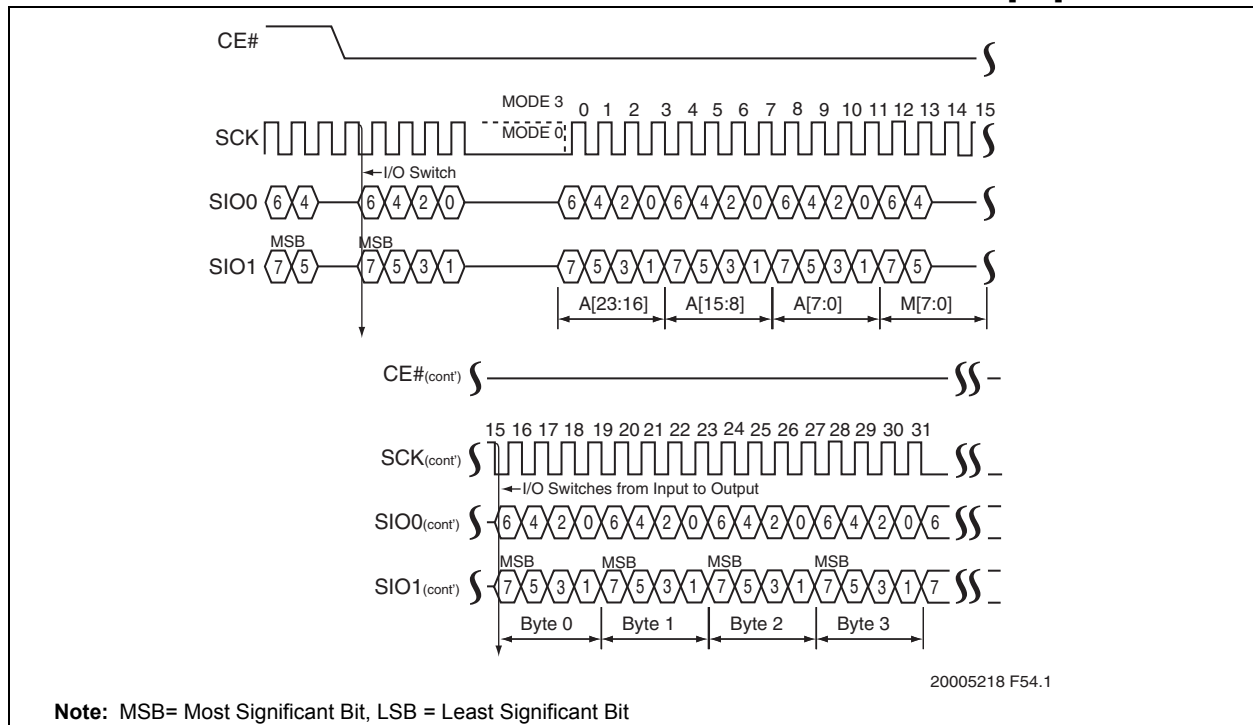 CE#
MODE 3
0 1 2 3 4 5 6 7 8 9 10 11 12 13 14 15
SCK
MODE 0
I/O Switch
SIO0 6 4 6 4 2 0 6 4 2 0 6 4 2 0 6 4 2 0 6 4
MSB MSB
SIO1 7 5 7 5 3 1 7 5 3 1 7 5 3 1 7 5 3 1 7 5
A[23:16] A[15:8] A[7:0] M[7:0]
CE#(cont')
15 16 17 18 19 20 21 22 23 24 25 26 27 28 29 30 31
SCK(cont')
I/O Switches from Input to Output
SIO0(cont') 6 4 2 0 6 4 2 0 6 4 2 0 6 4 2 0 6
MSB MSB MSB MSB
SIO1(cont') 7 5 3 1 7 5 3 1 7 5 3 1 7 5 3 1 7
Byte 0 Byte 1 Byte 2 Byte 3
20005218 F54.1
Note: MSB= Most Significant Bit, LSB = Least Significant Bit